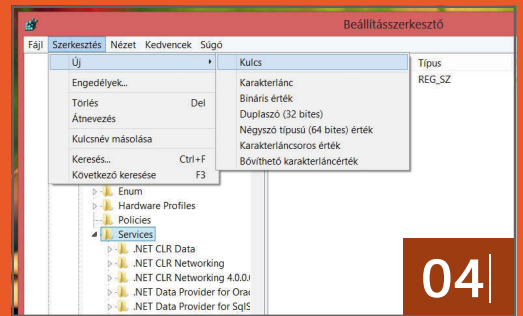 Beállításszerkesztő
Fájl Szerkesztés Nézet Kedvencek Súgó
Új
Engedélyek...
Törlés Del
Átnevezés
Kulcsnév másolása
Keresés... Ctrl+F
Következő keresése F3
Kulcs
Karakterlánc
Bináris érték
Duplaszó (32 bites)
Négyszó típusú (64 bites) érték
Karakterláncsoros érték
Bővíthető karakterláncérték
Típus
REG_SZ
Enum
Hardware Profiles
Policies
Services
.NET CLR Data
.NET CLR Networking
.NET CLR Networking 4.0.0.
.NET Data Provider for Orac
.NET Data Provider for SqlS
04